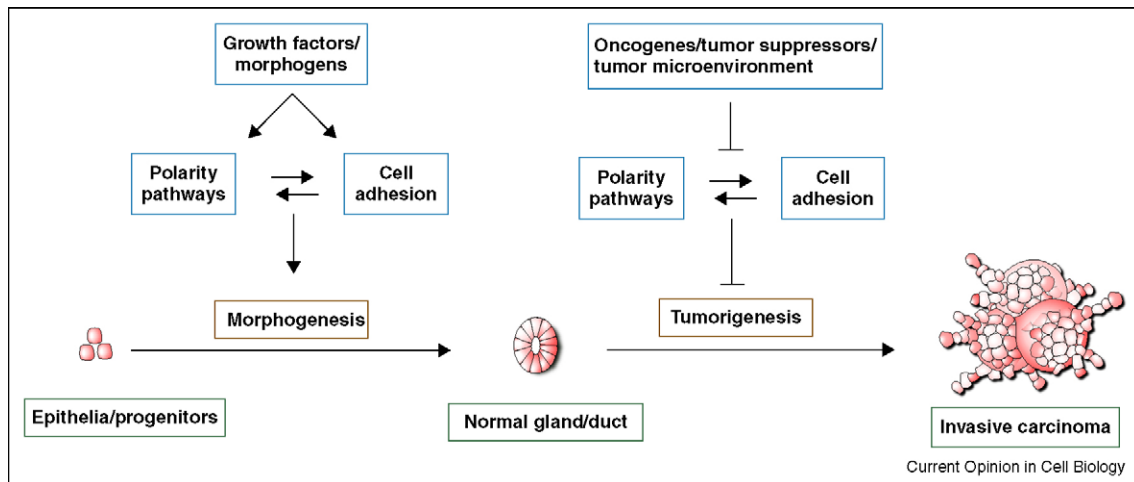 Growth factors/
morphogens
Oncogenes/tumor suppressors/
tumor microenvironment
Polarity
pathways
Cell
adhesion
Polarity
pathways
Cell
adhesion
Morphogenesis
Tumorigenesis
Epithelia/progenitors
Normal gland/duct
Invasive carcinoma
Current Opinion in Cell Biology